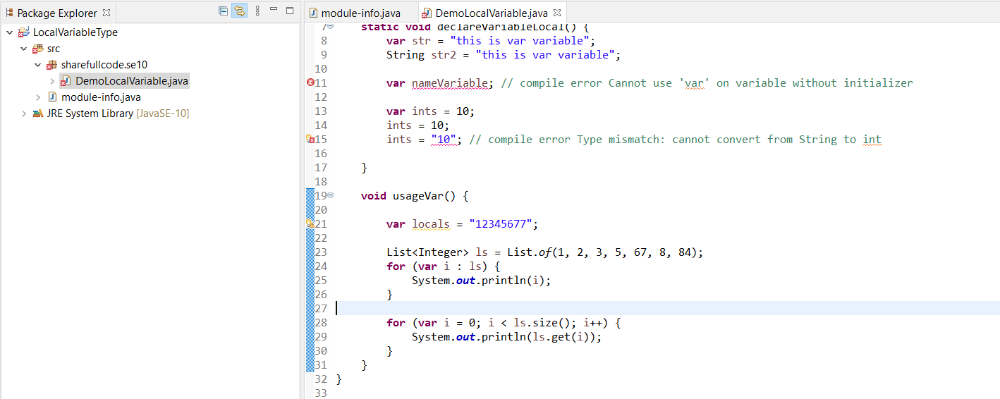 Package Explorer
LocalVariableType
src
sharefullcode.se10
DemoLocalVariable.java
module-info.java
JRE System Library [JavaSE-10]
module-info.java
DemoLocalVariable.java
7 static void declareVariableLocal() {
8 var str = "this is var variable";
9 String str2 = "this is var variable";
10
11 var nameVariable; // compile error Cannot use 'var' on variable without initializer
12
13 var ints = 10;
14 ints = 10;
15 ints = "10"; // compile error Type mismatch: cannot convert from String to int
16
17 }
18
19 void usageVar() {
20
21 var locals = "12345677";
22
23 List<Integer> ls = List.of(1, 2, 3, 5, 67, 8, 84);
24 for (var i : ls) {
25 System.out.println(i);
26 }
27
28 for (var i = 0; i < ls.size(); i++) {
29 System.out.println(ls.get(i));
30 }
31 }
32 }
33